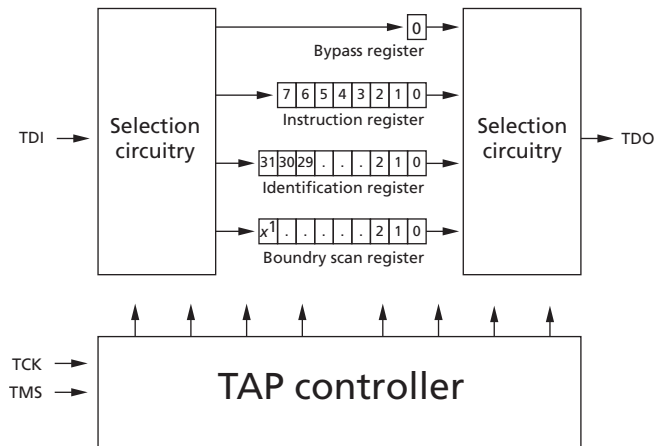 0
Bypass register
7 6 5 4 3 2 1 0
Instruction register
TDI
Selection
circuitry
Selection
circuitry
TDO
31 30 29 . . . 2 1 0
Identification register
x1 . . . . . 2 1 0
Boundry scan register
TCK
TMS
TAP controller